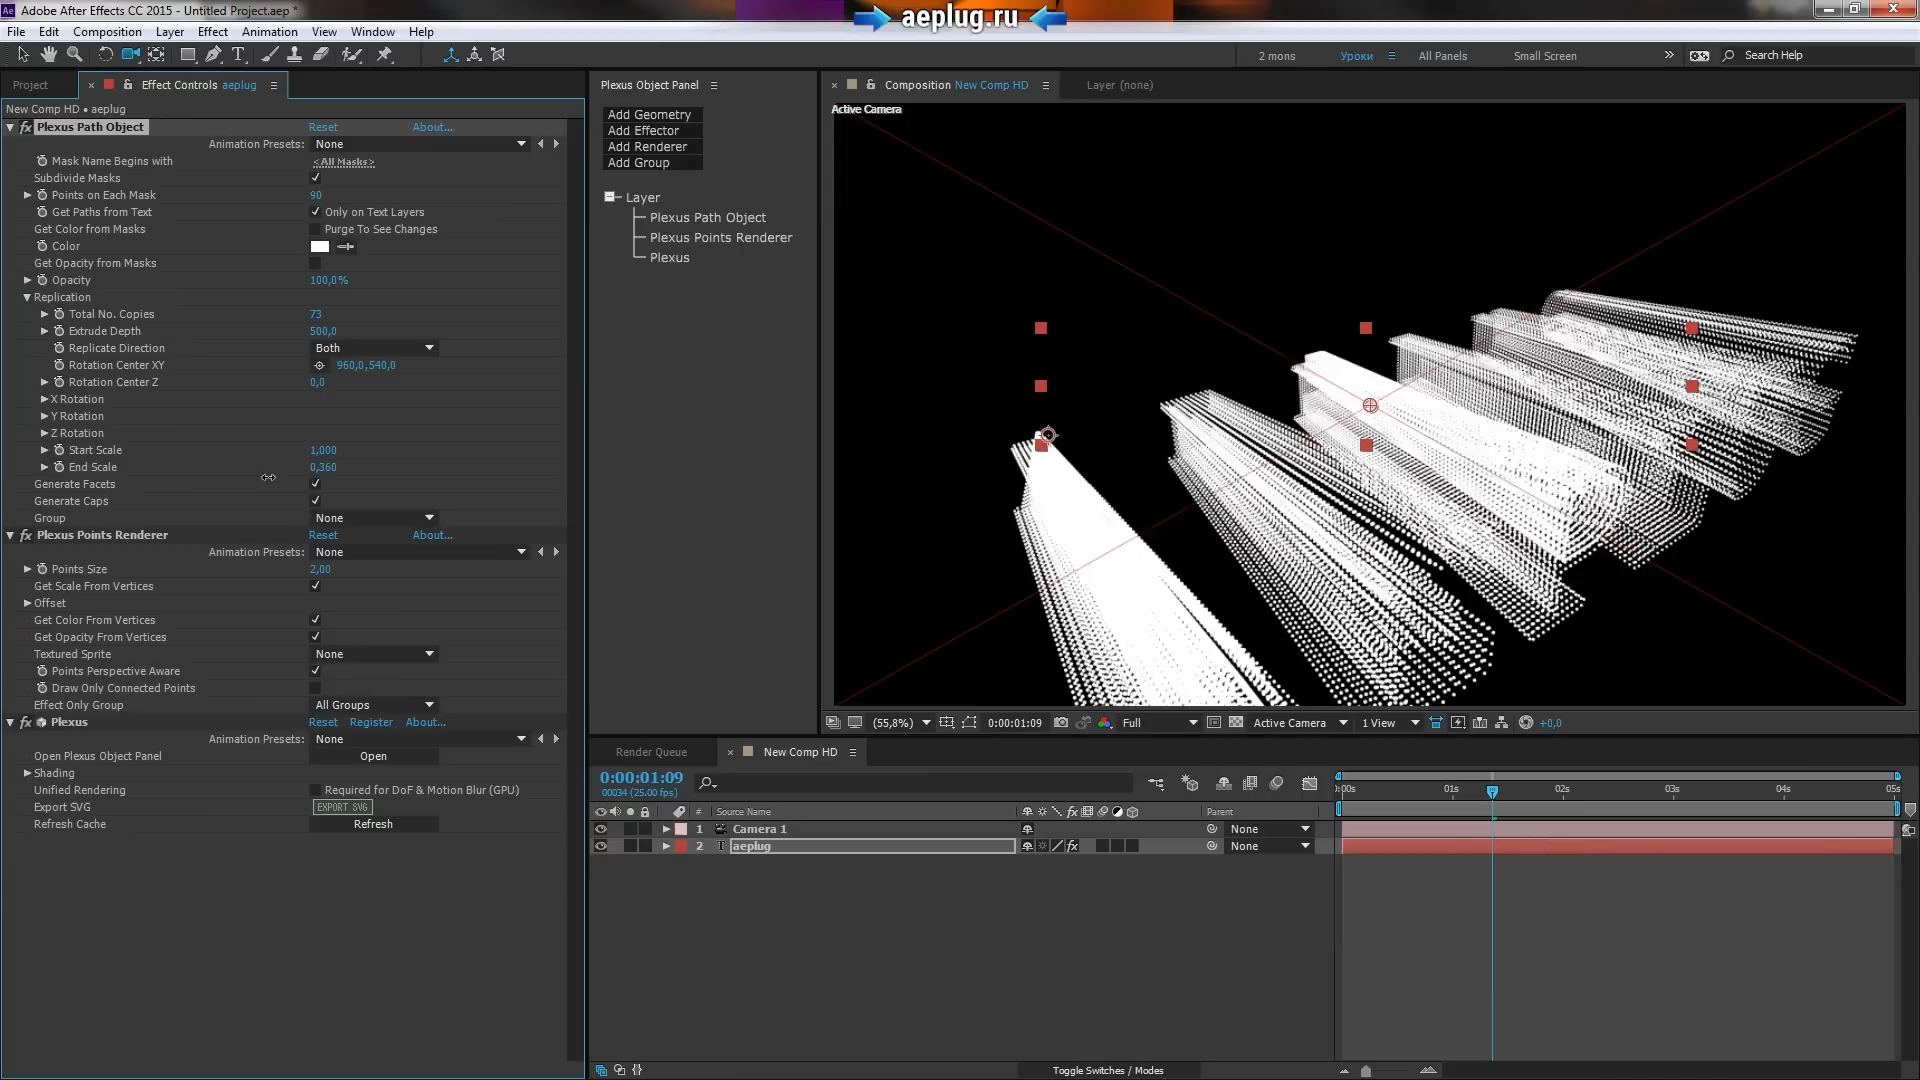 Adobe After Effects CC 2015 - Untitled Project.aep *
aeplug.ru
File Edit Composition Layer Effect Animation View Window Help
2 mons Уроки All Panels Small Screen Search Help
Project Effect Controls aeplug
New Comp HD • aeplug
fx Plexus Path Object Reset About...
Animation Presets: None
Mask Name Begins with <All Masks>
Subdivide Masks
Points on Each Mask 90
Get Paths from Text Only on Text Layers
Get Color from Masks Purge To See Changes
Color
Get Opacity from Masks
Opacity 100,0%
Replication
Total No. Copies 73
Extrude Depth 500,0
Replicate Direction Both
Rotation Center XY 960,0,540,0
Rotation Center Z 0,0
X Rotation
Y Rotation
Z Rotation
Start Scale 1,000
End Scale 0,360
Generate Facets
Generate Caps
Group None
fx Plexus Points Renderer Reset About...
Animation Presets: None
Points Size 2,00
Get Scale From Vertices
Offset
Get Color From Vertices
Get Opacity From Vertices
Textured Sprite None
Points Perspective Aware
Draw Only Connected Points
Effect Only Group All Groups
fx Plexus Reset Register About...
Animation Presets: None
Open Plexus Object Panel Open
Shading
Unified Rendering Required for DoF & Motion Blur (GPU)
Export SVG EXPORT SVG
Refresh Cache Refresh
Plexus Object Panel
Add Geometry
Add Effector
Add Renderer
Add Group
Layer
Plexus Path Object
Plexus Points Renderer
Plexus
Composition New Comp HD Layer (none)
Active Camera
(55,8%) 0:00:01:09 Full Active Camera 1 View +0,0
Render Queue New Comp HD
0:00:01:09
00034 (25.00 fps)
:00s 01s 02s 03s 04s 05s
# Source Name fx Parent
1 Camera 1 None
2 T aeplug fx None
Toggle Switches / Modes